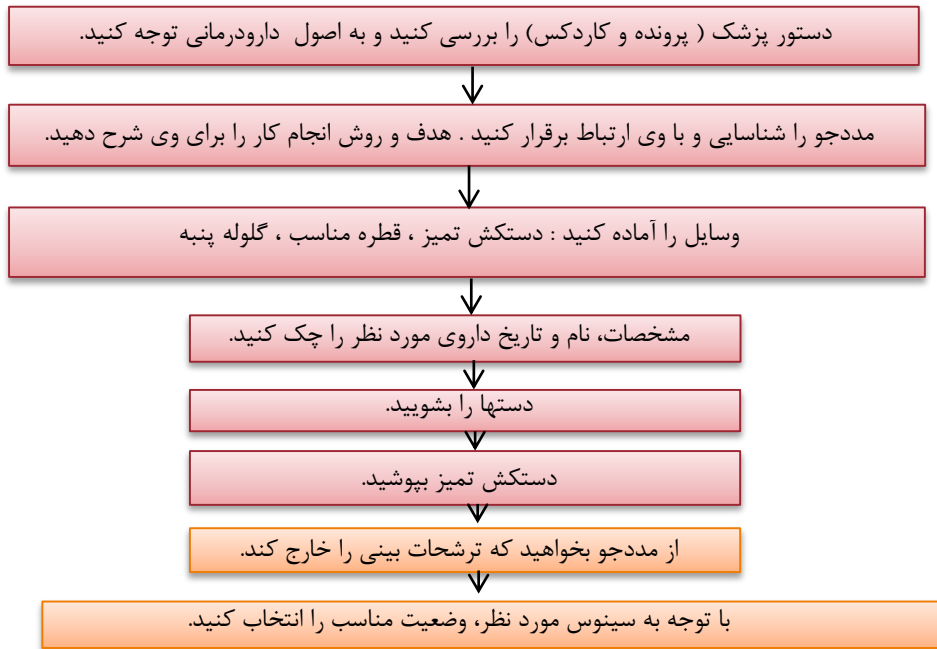 دستور پزشک ( پرونده و کاردکس) را بررسی کنید و به اصول دارودرمانی توجه کنید.
مددجو را شناسایی و با وی ارتباط برقرار کنید . هدف و روش انجام کار را برای وی شرح دهید.
وسایل را آماده کنید : دستکش تمیز ، قطره مناسب ، گلوله پنبه
مشخصات، نام و تاریخ داروی مورد نظر را چک کنید.
دستها را بشویید.
دستکش تمیز بپوشید.
از مددجو بخواهید که ترشحات بینی را خارج کند.
با توجه به سینوس مورد نظر، وضعیت مناسب را انتخاب کنید.